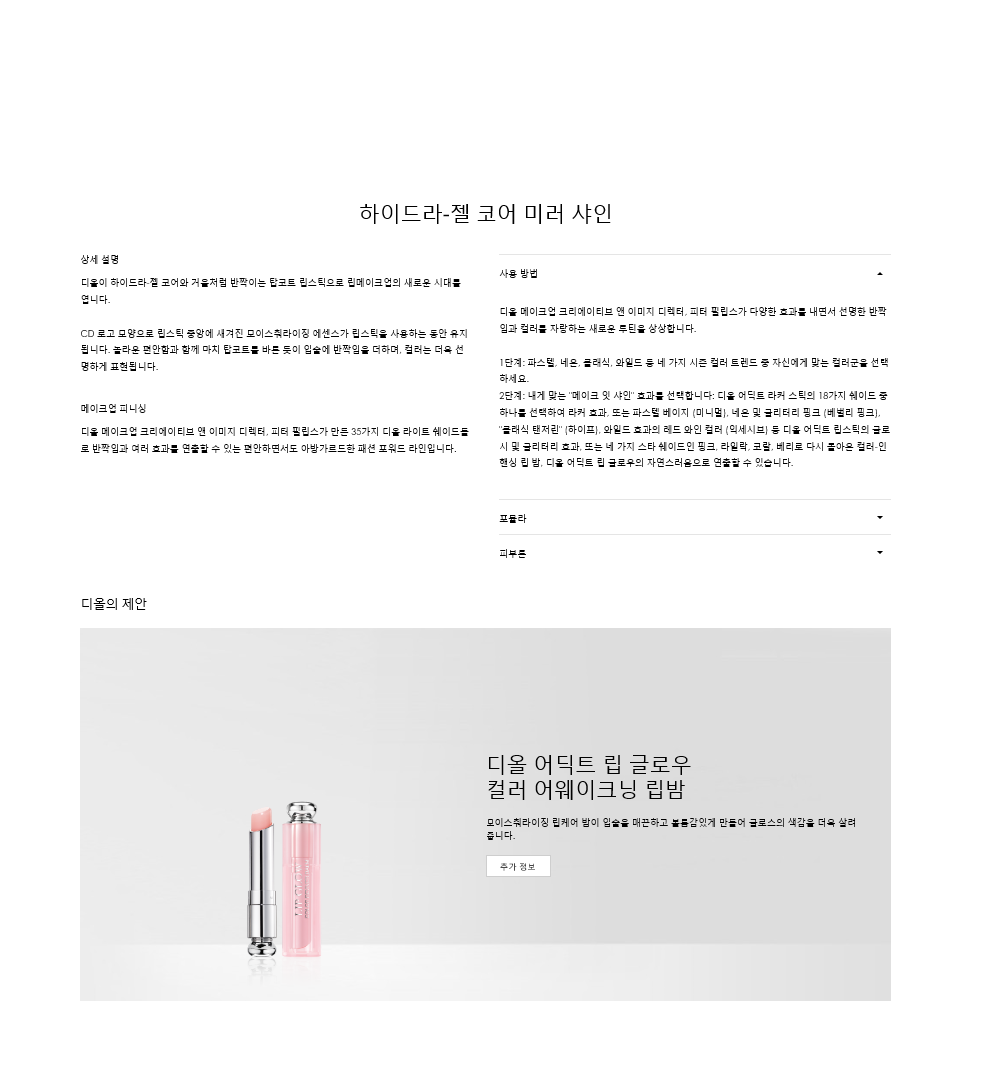 하이드라-젤 코어 미러 샤인
상세 설명
디올이 하이드라-젤 코어와 거울처럼 반짝이는 탑코트 립스틱으로 립메이크업의 새로운 시대를
엽니다.
CD 로고 모양으로 립스틱 중앙에 새겨진 모이스춰라이징 에센스가 립스틱을 사용하는 동안 유지
됩니다. 놀라운 편안함과 함께 마치 탑코트를 바른 듯이 입술에 반짝임을 더하며, 컬러는 더욱 선
명하게 표현됩니다.
메이크업 피니싱
디올 메이크업 크리에이티브 앤 이미지 디렉터, 피터 필립스가 만든 35가지 디올 라이트 쉐이드들
로 반짝임과 여러 효과를 연출할 수 있는 편안하면서도 아방가르드한 패션 포워드 라인입니다.
사용 방법
디올 메이크업 크리에이티브 앤 이미지 디렉터, 피터 필립스가 다양한 효과를 내면서 선명한 반짝
임과 컬러를 자랑하는 새로운 루틴을 상상합니다.
1단계: 파스텔, 네온, 클래식, 와일드 등 네 가지 시즌 컬러 트렌드 중 자신에게 맞는 컬러군을 선택
하세요.
2단계: 내게 맞는 "메이크 잇 샤인" 효과를 선택합니다: 디올 어딕트 라커 스틱의 18가지 쉐이드 중
하나를 선택하여 라커 효과, 또는 파스텔 베이지 (미니멀), 네온 및 글리터리 핑크 (베벌리 핑크),
"클래식 탠저린" (하이프), 와일드 효과의 레드 와인 컬러 (익세시브) 등 디올 어딕트 립스틱의 글로
시 및 글리터리 효과, 또는 네 가지 스타 쉐이드인 핑크, 라일락, 코랄, 베리로 다시 돌아온 컬러-인
핸싱 립 밤, 디올 어딕트 립 글로우의 자연스러움으로 연출할 수 있습니다.
포뮬라
피부톤
디올의 제안
디올 어딕트 립 글로우
컬러 어웨이크닝 립밤
모이스춰라이징 립케어 밤이 입술을 매끈하고 볼륨감있게 만들어 글로스의 색감을 더욱 살려
줍니다.
추가 정보